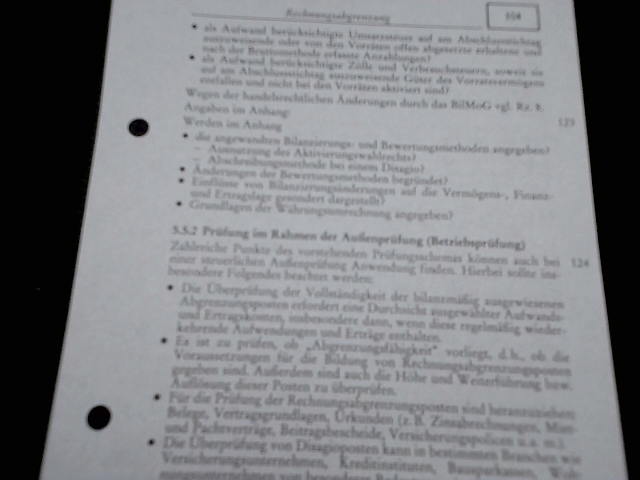 Rechnungsabgrenzung
• als Aufwand berücksichtigte Umsatzsteuer auf am Abschlussstichtag
auszuweisende oder von den Vorräten offen abgesetzte erhaltene und
nach der Bruttomethode erfasste Anzahlungen?
• als Aufwand berücksichtigte Zölle und Verbrauchsteuern, soweit sie
auf am Abschlussstichtag auszuweisende Güter des Vorratsvermögens
entfallen und nicht bei den Vorräten aktiviert sind?
Wegen der handelsrechtlichen Änderungen durch das BilMoG vgl. Rz. 8.
Angaben im Anhang: 123
Werden im Anhang
• die angewandten Bilanzierungs- und Bewertungsmethoden angegeben?
– Ausnutzung der Aktivierungswahlrechts?
– Abschreibungsmethode bei einem Disagio?
• Änderungen der Bewertungsmethoden begründet?
• Einflüsse von Bilanzierungsänderungen auf die Vermögens-, Finanz-
und Ertragslage gesondert dargestellt?
• Grundlagen der Währungsumrechnung angegeben?
5.5.2 Prüfung im Rahmen der Außenprüfung (Betriebsprüfung)
Zahlreiche Punkte des vorstehenden Prüfungsschemas können auch bei 124
einer steuerlichen Außenprüfung Anwendung finden. Hierbei sollte ins-
besondere Folgendes beachtet werden:
• Die Überprüfung der Vollständigkeit der bilanzmäßig ausgewiesenen
Abgrenzungsposten erfordert eine Durchsicht ausgewählter Aufwands-
und Ertragskonten, insbesondere dann, wenn diese regelmäßig wieder-
kehrende Aufwendungen und Erträge enthalten.
• Es ist zu prüfen, ob „Abgrenzungsfähigkeit“ vorliegt, d.h., ob die
Voraussetzungen für die Bildung von Rechnungsabgrenzungsposten
gegeben sind. Außerdem sind auch die Höhe und Weiterführung bzw.
Auflösung dieser Posten zu überprüfen.
• Für die Prüfung der Rechnungsabgrenzungsposten sind heranzuziehen:
Belege, Vertragsgrundlagen, Urkunden (z.B. Zinsabrechnungen, Miet-
und Pachtverträge, Beitragsbescheide, Versicherungspolicen u.a.m.).
• Die Überprüfung von Disagioposten kann in bestimmten Branchen wie
Versicherungsunternehmen, Kreditinstituten, Bausparkassen, Woh-
nungsunternehmen von besonderer